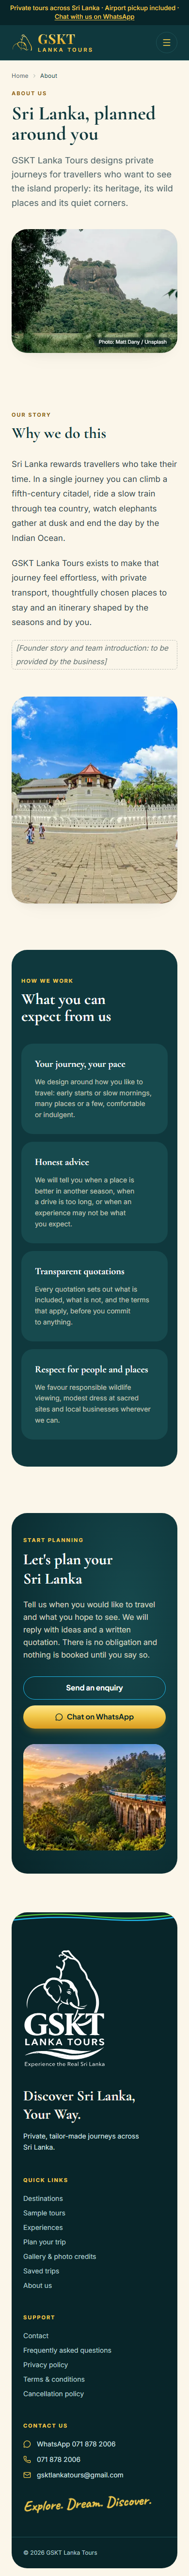 Private tours across Sri Lanka · Airport pickup included ·
Chat with us on WhatsApp
GSKT
LANKA TOURS
Home › About
ABOUT US
Sri Lanka, planned
around you
GSKT Lanka Tours designs private
journeys for travellers who want to see
the island properly: its heritage, its wild
places and its quiet corners.
Photo: Matt Dany / Unsplash
OUR STORY
Why we do this
Sri Lanka rewards travellers who take their
time. In a single journey you can climb a
fifth-century citadel, ride a slow train
through tea country, watch elephants
gather at dusk and end the day by the
Indian Ocean.
GSKT Lanka Tours exists to make that
journey feel effortless, with private
transport, thoughtfully chosen places to
stay and an itinerary shaped by the
seasons and by you.
[Founder story and team introduction: to be
provided by the business]
HOW WE WORK
What you can
expect from us
Your journey, your pace
We design around how you like to
travel: early starts or slow mornings,
many places or a few, comfortable
or indulgent.
Honest advice
We will tell you when a place is
better in another season, when
a drive is too long, or when an
experience may not be what
you expect.
Transparent quotations
Every quotation sets out what is
included, what is not, and the terms
that apply, before you commit
to anything.
Respect for people and places
We favour responsible wildlife
viewing, modest dress at sacred
sites and local businesses wherever
we can.
START PLANNING
Let's plan your
Sri Lanka
Tell us when you would like to travel
and what you hope to see. We will
reply with ideas and a written
quotation. There is no obligation and
nothing is booked until you say so.
Send an enquiry
Chat on WhatsApp
GSKT
LANKA TOURS
Experience the Real Sri Lanka
Discover Sri Lanka,
Your Way.
Private, tailor-made journeys across
Sri Lanka.
QUICK LINKS
Destinations
Sample tours
Experiences
Plan your trip
Gallery & photo credits
Saved trips
About us
SUPPORT
Contact
Frequently asked questions
Privacy policy
Terms & conditions
Cancellation policy
CONTACT US
WhatsApp 071 878 2006
071 878 2006
gsktlankatours@gmail.com
Explore. Dream. Discover.
© 2026 GSKT Lanka Tours